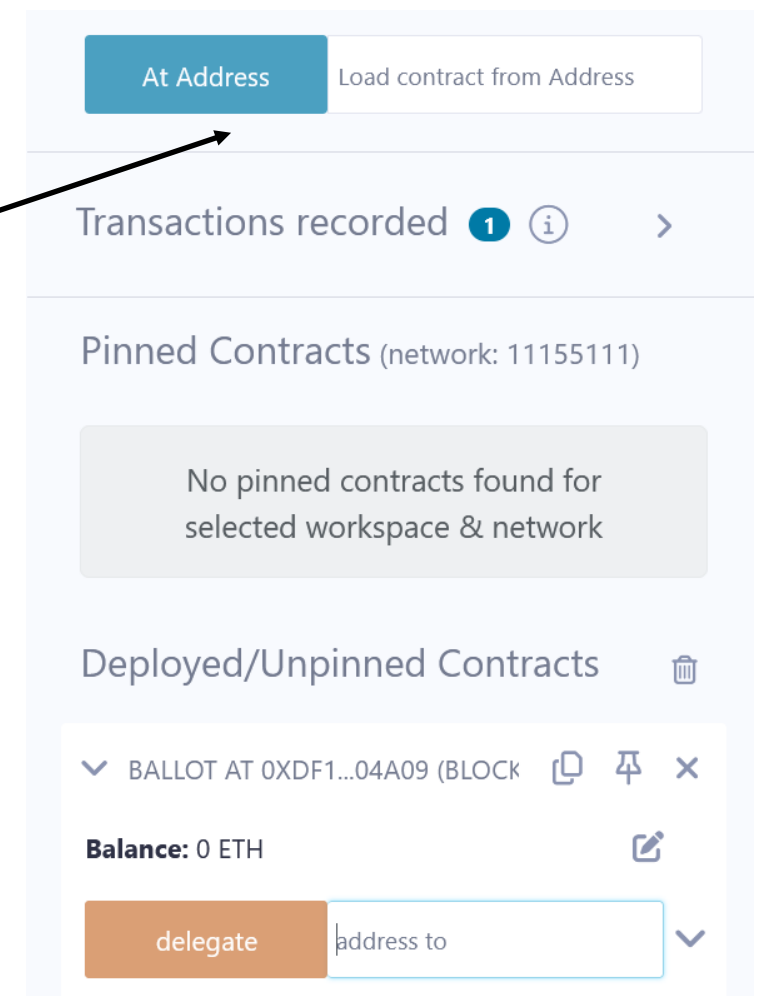 At Address Load contract from Address
Transactions recorded 1 i
Pinned Contracts (network: 11155111)
No pinned contracts found for
selected workspace & network
Deployed/Unpinned Contracts
BALLOT AT 0XDF1...04A09 (BLOCK
Balance: 0 ETH
delegate address to